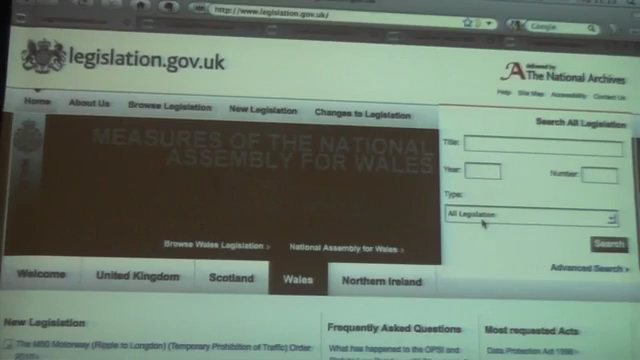 http://www.legislation.gov.uk/
Google
legislation.gov.uk
delivered by
The National Archives
Help Site Map Accessibility Contact Us
Home About Us Browse Legislation New Legislation Changes to Legislation
Search All Legislation
MEASURES OF THE NATIONAL
ASSEMBLY FOR WALES
Title:
Year: Number:
Type:
All Legislation
Browse Wales Legislation > National Assembly for Wales >
Search
Advanced Search >
Welcome United Kingdom Scotland Wales Northern Ireland
New Legislation Frequently Asked Questions Most requested Acts
The M50 Motorway (Ripple to Longdon) (Temporary Prohibition of Traffic) Order What has happened to the OPSI and Data Protection Act 1998